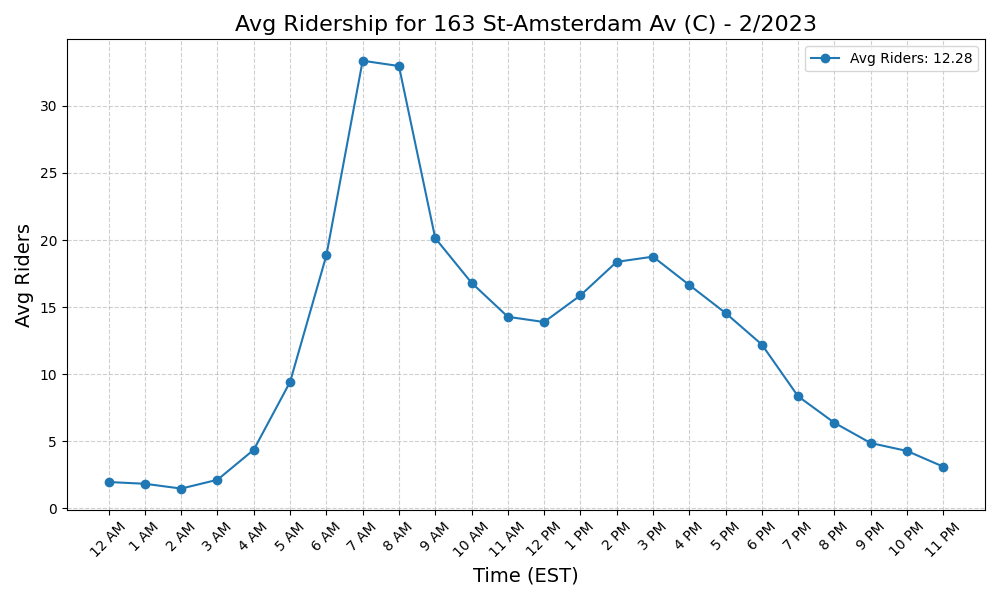 Avg Ridership for 163 St-Amsterdam Av (C) - 2/2023
Avg Riders: 12.28
Avg Riders
30
25
20
15
10
5
0
12 AM
1 AM
2 AM
3 AM
4 AM
5 AM
6 AM
7 AM
8 AM
9 AM
10 AM
11 AM
12 PM
1 PM
2 PM
3 PM
4 PM
5 PM
6 PM
7 PM
8 PM
9 PM
10 PM
11 PM
Time (EST)